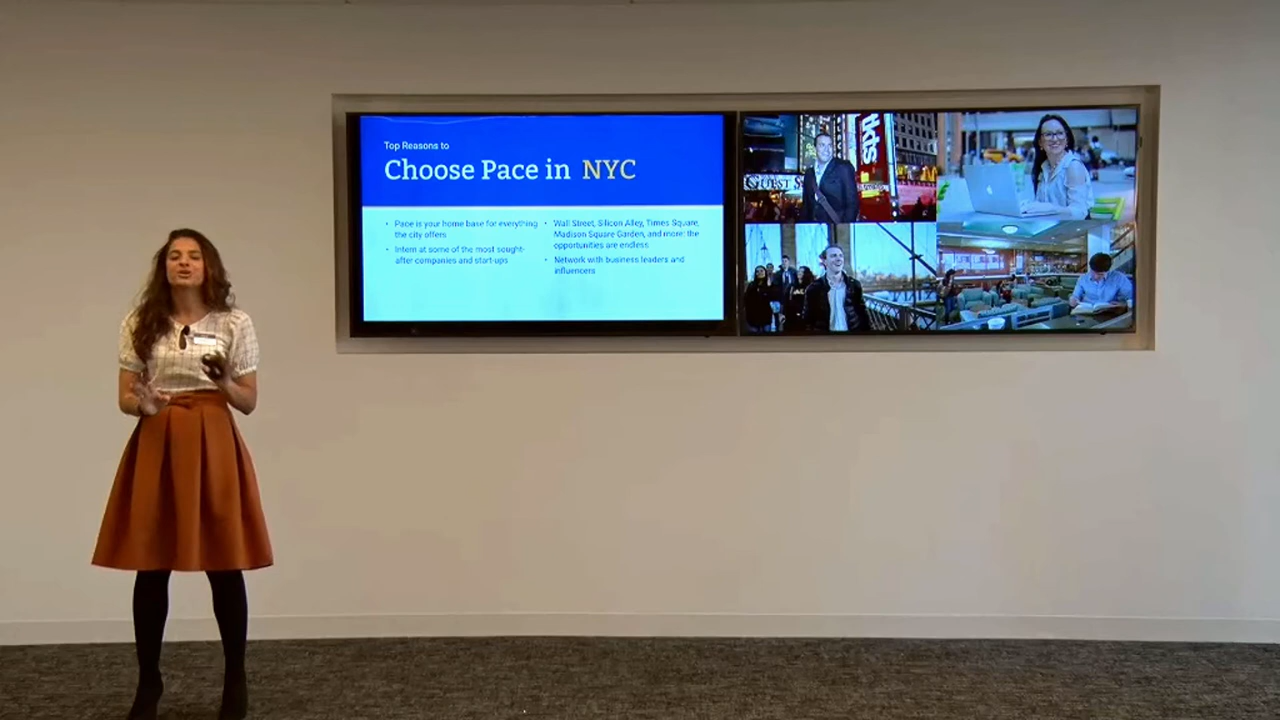 Top Reasons to
Choose Pace in NYC
• Pace is your home base for everything
the city offers
• Intern at some of the most sought-
after companies and start-ups
• Wall Street, Silicon Alley, Times Square,
Madison Square Garden, and more: the
opportunities are endless
• Network with business leaders and
influencers
tkts